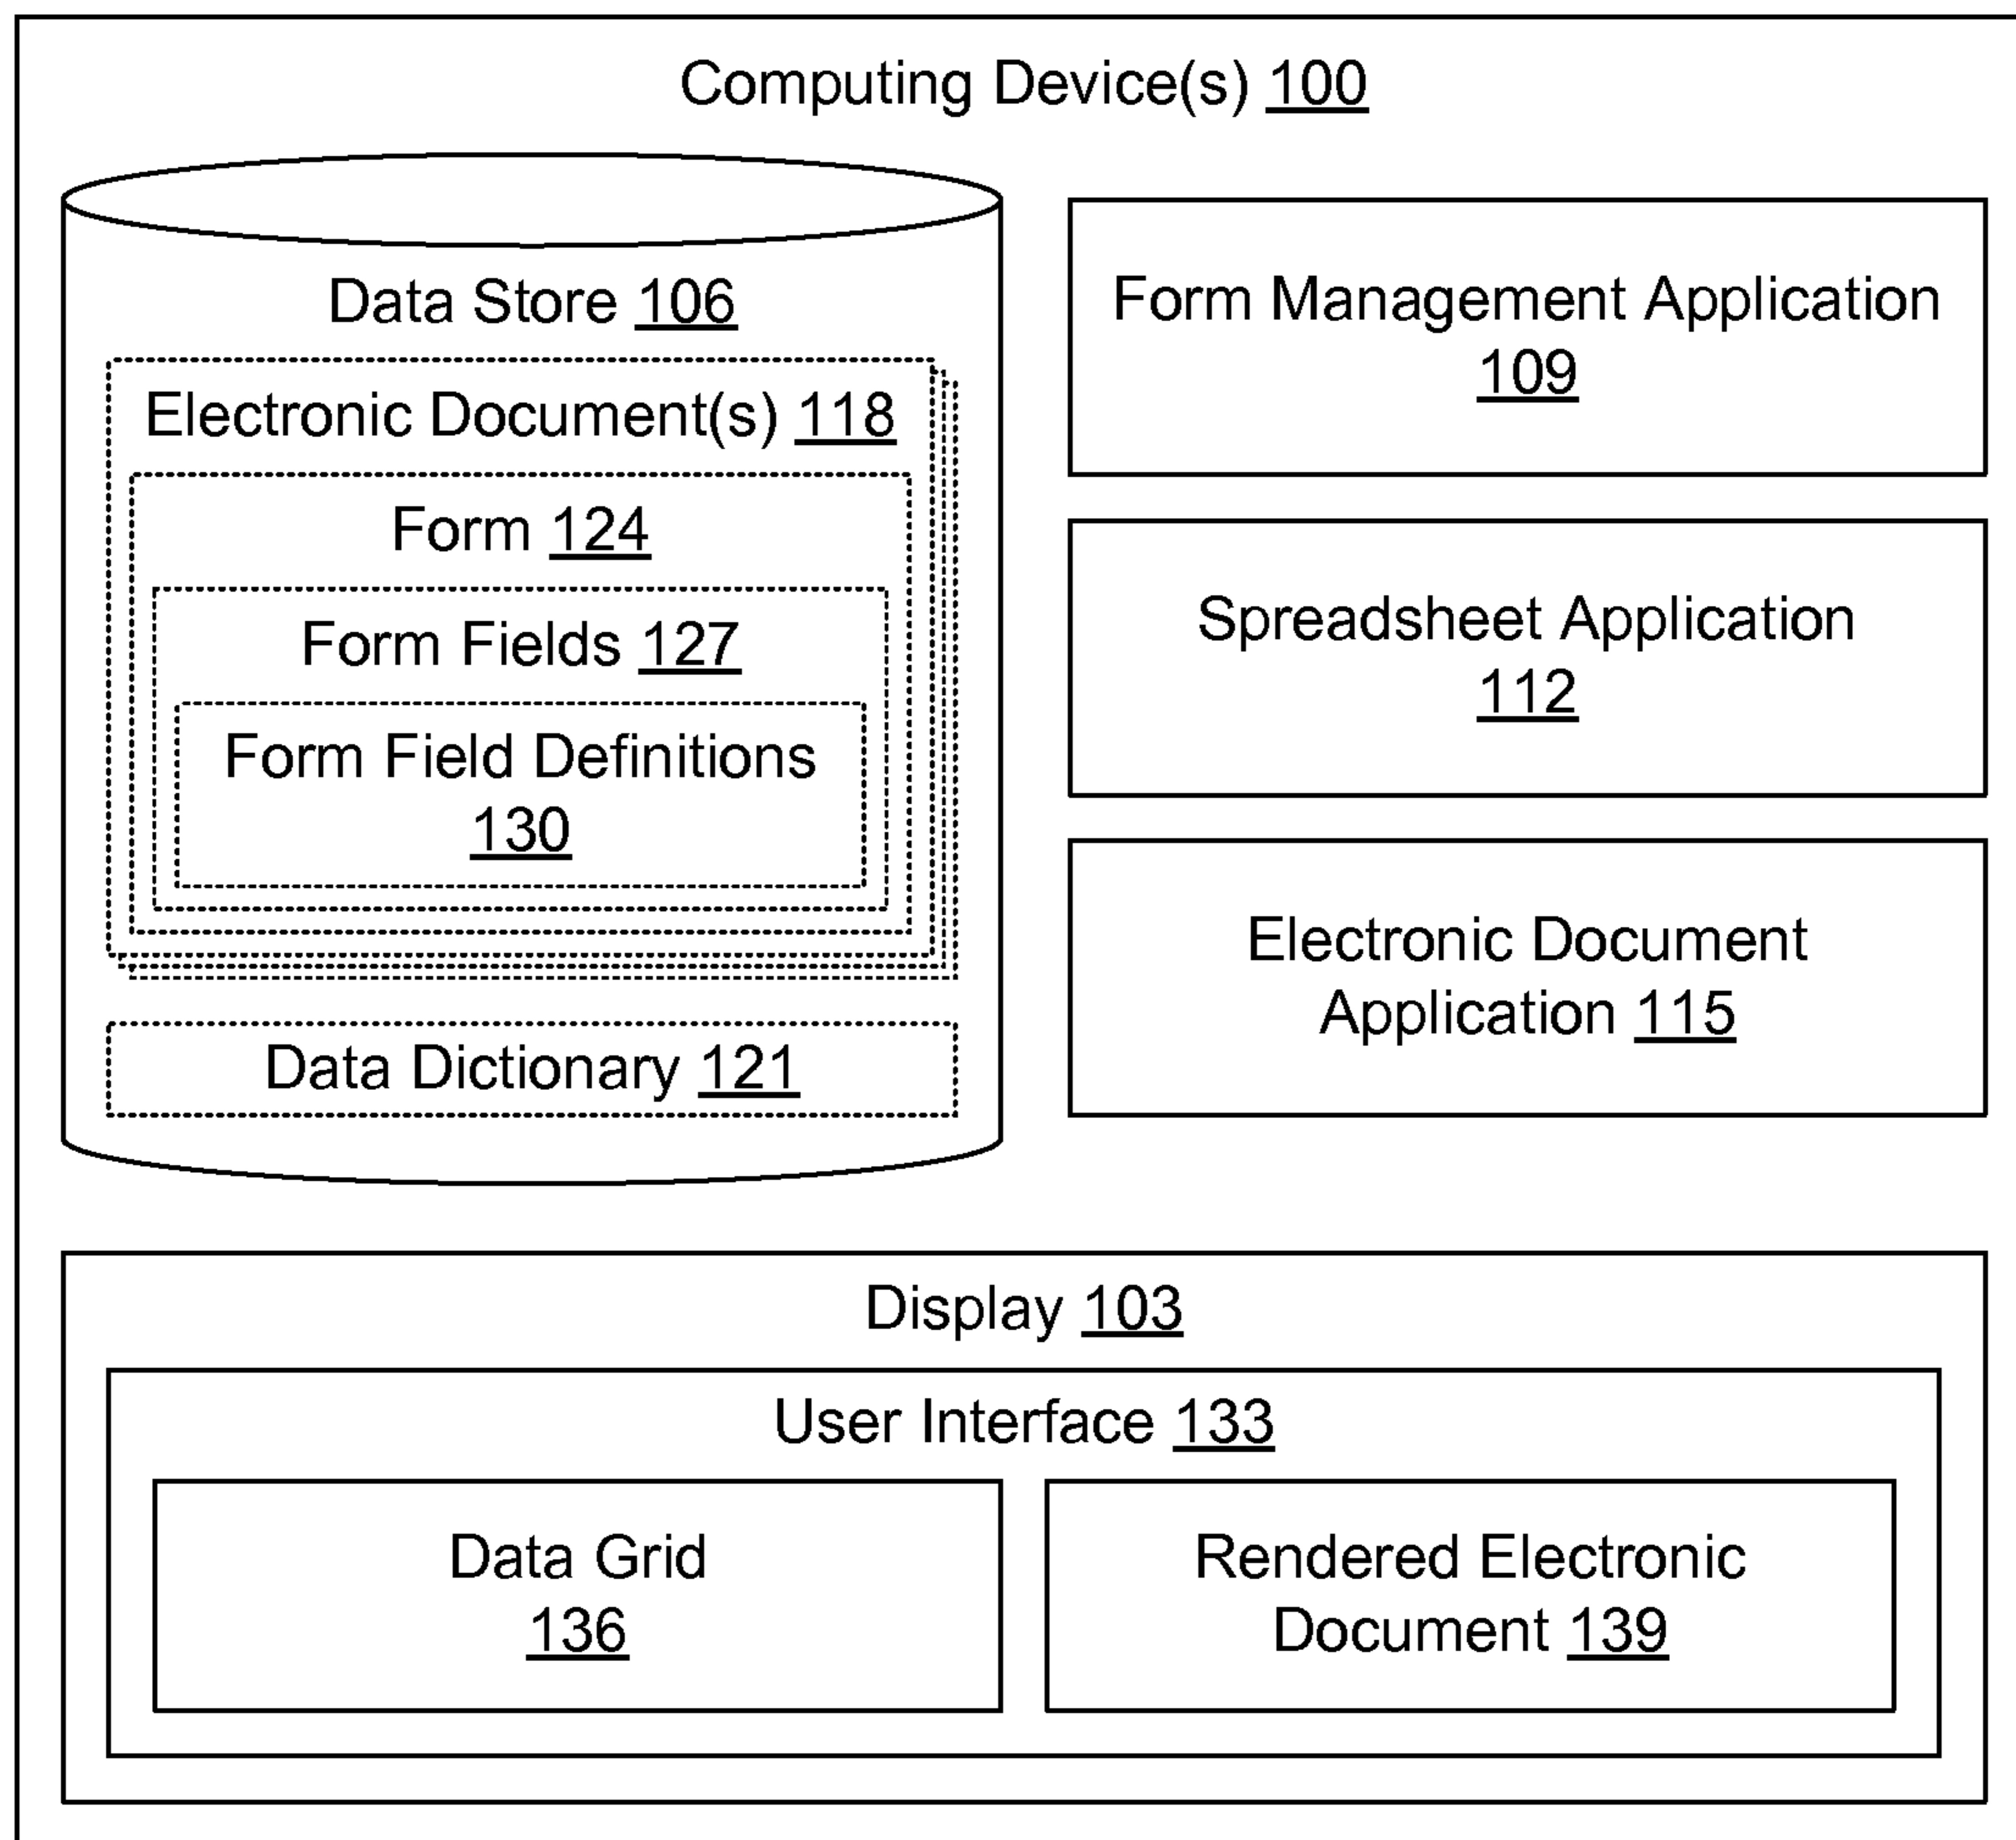 Computing Device(s) 100
Data Store 106
Electronic Document(s) 118
Form 124
Form Fields 127
Form Field Definitions
130
Data Dictionary 121
Form Management Application
109
Spreadsheet Application
112
Electronic Document
Application 115
Display 103
User Interface 133
Data Grid
136
Rendered Electronic
Document 139